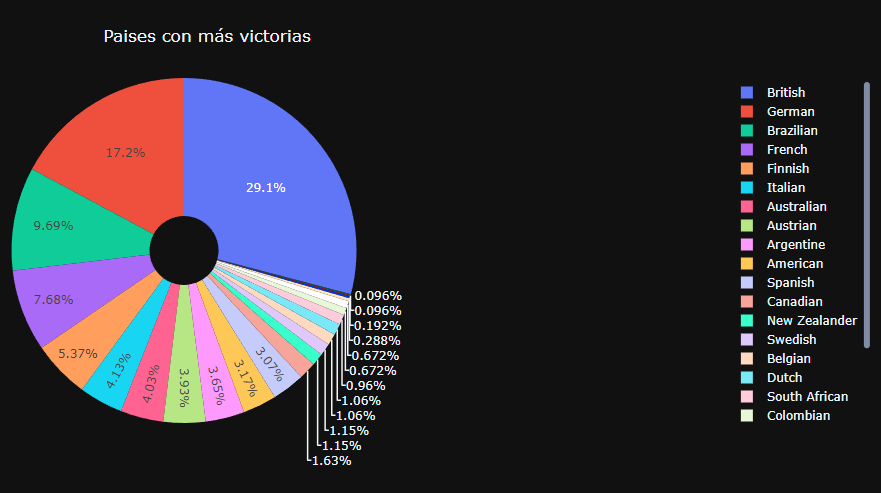 Paises con más victorias
British
German
Brazilian
French
Finnish
Italian
Australian
Austrian
Argentine
American
Spanish
Canadian
New Zealander
Swedish
Belgian
Dutch
South African
Colombian
29.1%
17.2%
9.69%
7.68%
5.37%
4.13%
4.03%
3.93%
3.65%
3.17%
3.07%
1.63%
1.15%
1.15%
1.06%
1.06%
0.96%
0.672%
0.672%
0.288%
0.192%
0.096%
0.096%